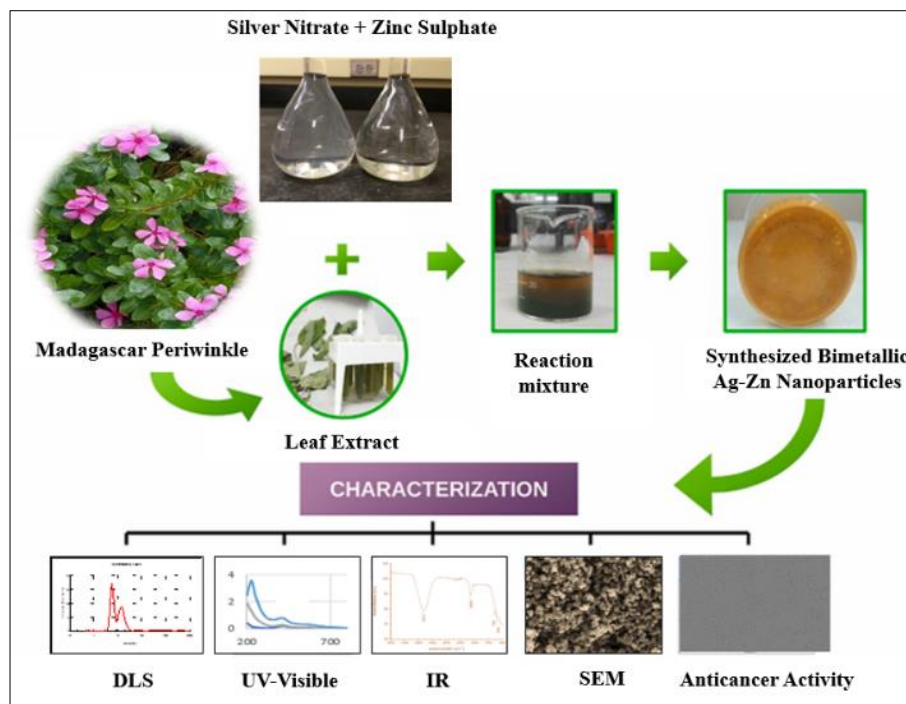 Silver Nitrate + Zinc Sulphate
Madagascar Periwinkle
Leaf Extract
Reaction
mixture
Synthesized Bimetallic
Ag-Zn Nanoparticles
CHARACTERIZATION
4
2
0
200
700
DLS
UV-Visible
IR
SEM
Anticancer Activity